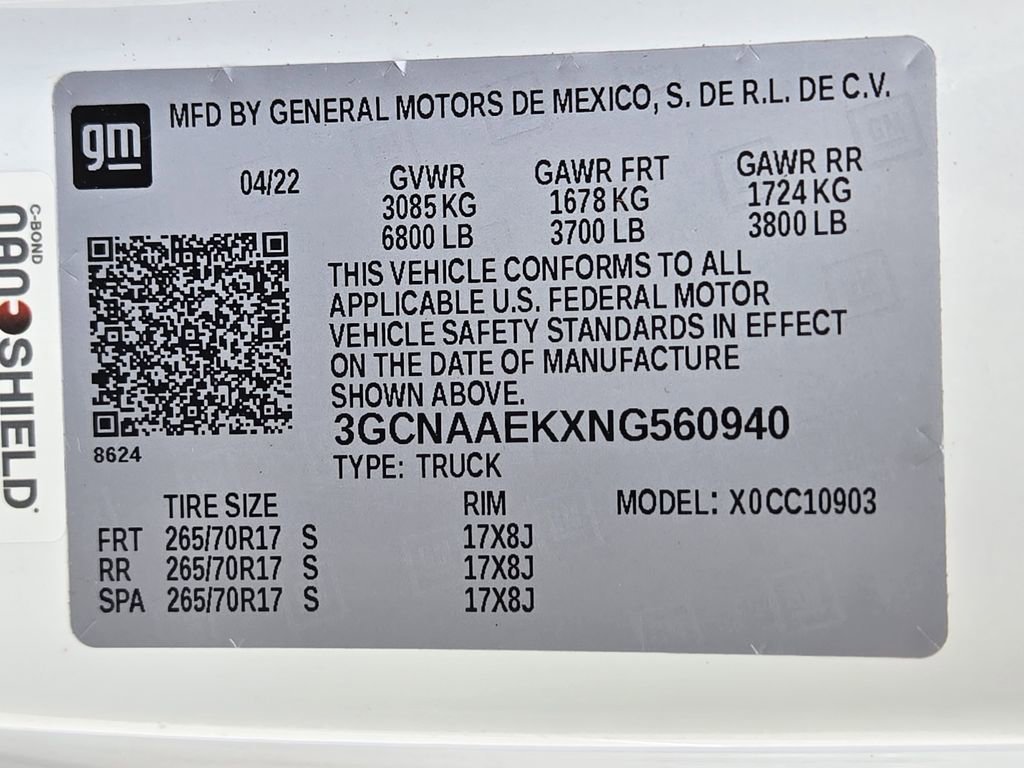 gm
MFD BY GENERAL MOTORS DE MEXICO, S. DE R.L. DE C.V.
04/22
GVWR
3085 KG
6800 LB
GAWR FRT
1678 KG
3700 LB
GAWR RR
1724 KG
3800 LB
THIS VEHICLE CONFORMS TO ALL
APPLICABLE U.S. FEDERAL MOTOR
VEHICLE SAFETY STANDARDS IN EFFECT
ON THE DATE OF MANUFACTURE
SHOWN ABOVE.
3GCNAAEKXNG560940
8624
TYPE: TRUCK
TIRE SIZE RIM MODEL: X0CC10903
FRT 265/70R17 S 17X8J
RR 265/70R17 S 17X8J
SPA 265/70R17 S 17X8J
C-BOND
SHIELD